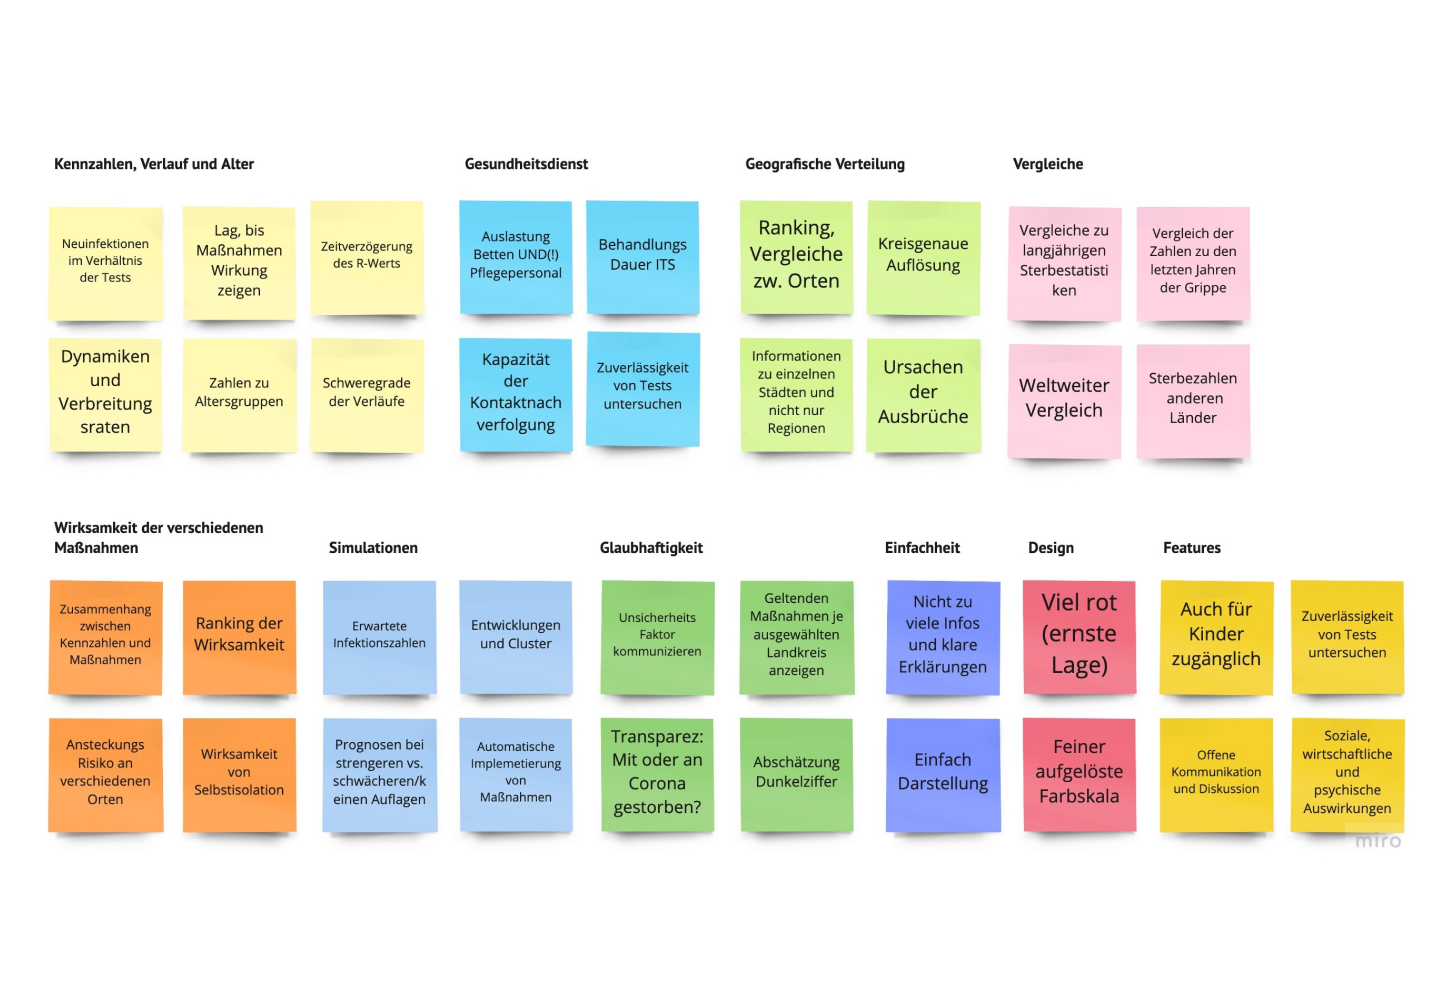 Kennzahlen, Verlauf und Alter
Neuinfektionen
im Verhältnis
der Tests
Lag, bis
Maßnahmen
Wirkung
zeigen
Zeitverzögerung
des R-Werts
Dynamiken
und
Verbreitung
sraten
Zahlen zu
Altersgruppen
Schweregrade
der Verläufe
Gesundheitsdienst
Auslastung
Betten UND(!)
Pflegepersonal
Behandlungs
Dauer ITS
Kapazität
der
Kontaktnach
verfolgung
Zuverlässigkeit
von Tests
untersuchen
Geografische Verteilung
Ranking,
Vergleiche
zw. Orten
Kreisgenaue
Auflösung
Informationen
zu einzelnen
Städten und
nicht nur
Regionen
Ursachen
der
Ausbrüche
Vergleiche
Vergleiche zu
langjährigen
Sterbestatisti
ken
Vergleich der
Zahlen zu den
letzten Jahren
der Grippe
Weltweiter
Vergleich
Sterbezahlen
anderen
Länder
Wirksamkeit der verschiedenen
Maßnahmen
Zusammenhang
zwischen
Kennzahlen und
Maßnahmen
Ranking der
Wirksamkeit
Ansteckungs
Risiko an
verschiedenen
Orten
Wirksamkeit
von
Selbstisolation
Simulationen
Erwartete
Infektionszahlen
Entwicklungen
und Cluster
Prognosen bei
strengeren vs.
schwächeren/k
einen Auflagen
Automatische
Implemetierung
von
Maßnahmen
Glaubhaftigkeit
Unsicherheits
Faktor
kommunizieren
Geltenden
Maßnahmen je
ausgewählten
Landkreis
anzeigen
Transparez:
Mit oder an
Corona
gestorben?
Abschätzung
Dunkelziffer
Einfachheit
Nicht zu
viele Infos
und klare
Erklärungen
Einfach
Darstellung
Design
Viel rot
(ernste
Lage)
Feiner
aufgelöste
Farbskala
Features
Auch für
Kinder
zugänglich
Zuverlässigkeit
von Tests
untersuchen
Offene
Kommunikation
und Diskussion
Soziale,
wirtschaftliche
und
psychische
Auswirkungen
miro